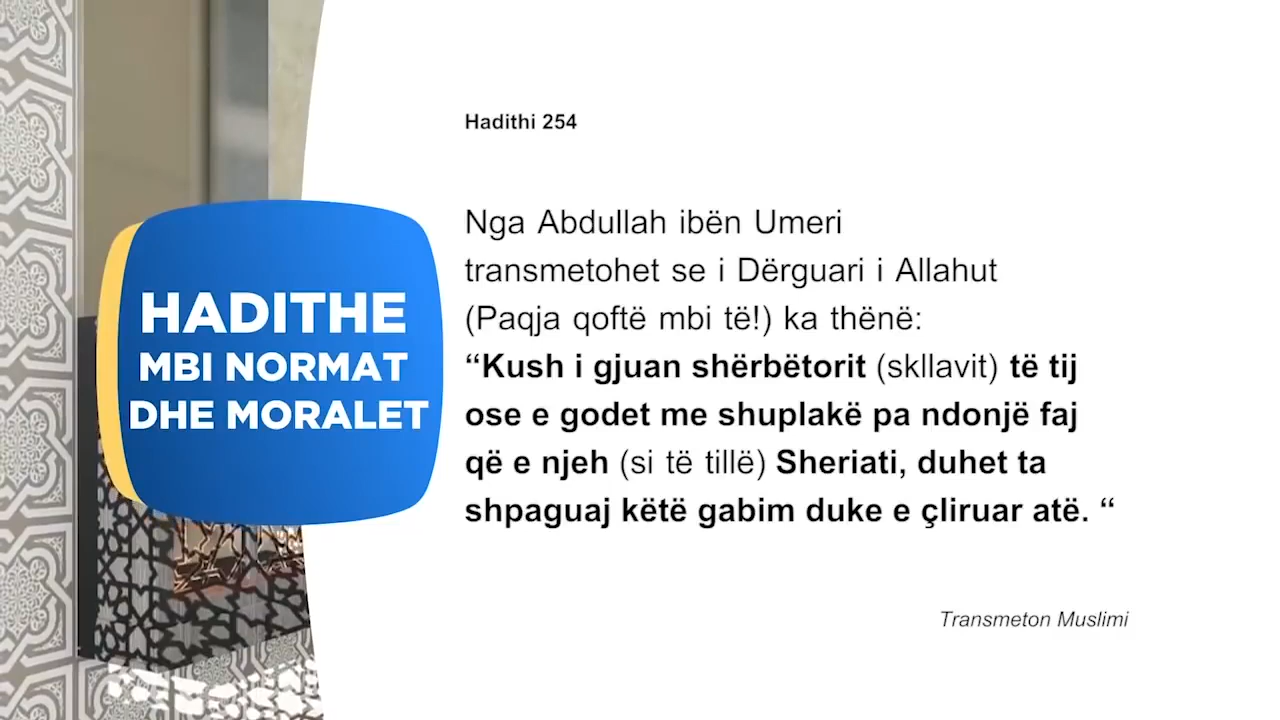 HADITHE
MBI NORMAT
DHE MORALET
Hadithi 254
Nga Abdullah ibën Umeri
transmetohet se i Dërguari i Allahut
(Paqja qoftë mbi të!) ka thënë:
“Kush i gjuan shërbëtorit (skllavit) të tij
ose e godet me shuplakë pa ndonjë faj
që e njeh (si të tillë) Sheriati, duhet ta
shpaguaj këtë gabim duke e çliruar atë. “
Transmeton Muslimi